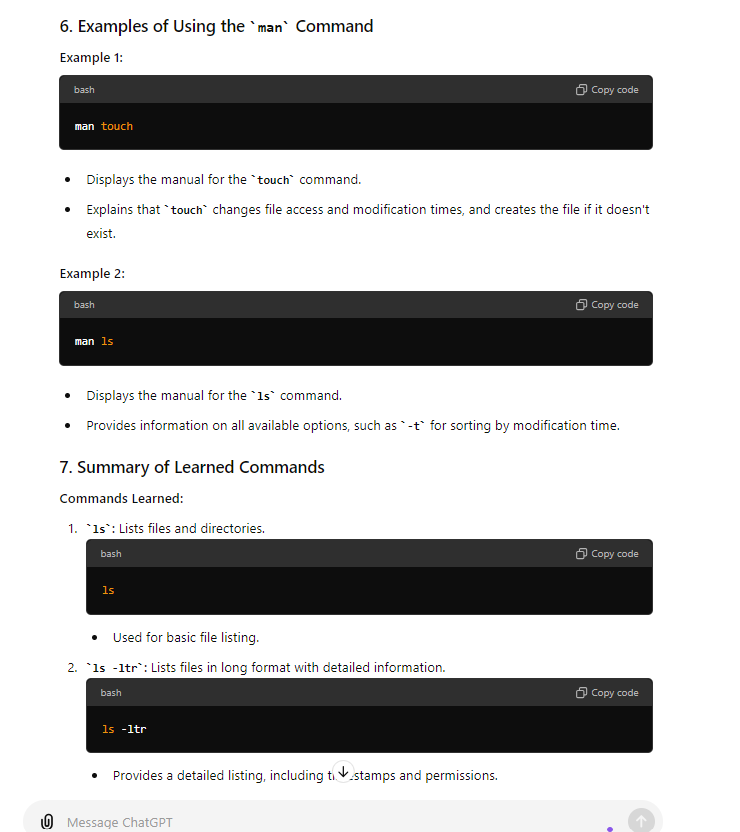 6. Examples of Using the `man` Command
Example 1:
bash
Copy code
man touch
• Displays the manual for the `touch` command.
• Explains that `touch` changes file access and modification times, and creates the file if it doesn't
exist.
Example 2:
bash
Copy code
man ls
• Displays the manual for the `ls` command.
• Provides information on all available options, such as `-t` for sorting by modification time.
7. Summary of Learned Commands
Commands Learned:
1. `ls`: Lists files and directories.
bash
Copy code
ls
• Used for basic file listing.
2. `ls -ltr`: Lists files in long format with detailed information.
bash
Copy code
ls -ltr
• Provides a detailed listing, including timestamps and permissions.
Message ChatGPT